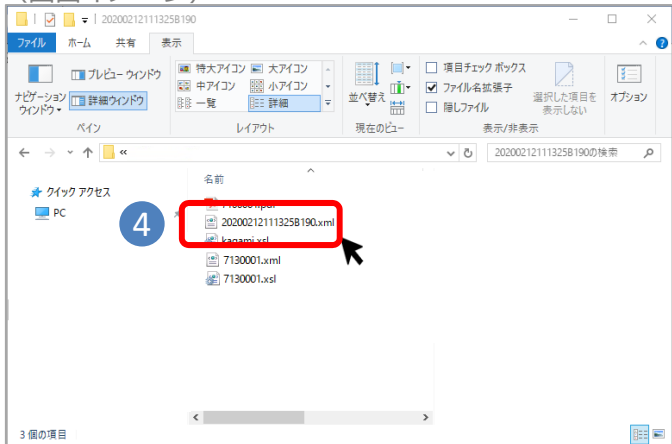 20200212111325B190
ファイル ホーム 共有 表示
ナビゲーション ウィンドウ
プレビュー ウィンドウ
詳細ウィンドウ
特大アイコン 大アイコン
中アイコン 小アイコン
一覧 詳細
並べ替え
項目チェック ボックス
ファイル名拡張子
隠しファイル
選択した項目を 表示しない
オプション
ペイン レイアウト 現在のビュー 表示/非表示
«
20200212111325B190の検索
名前
クイック アクセス
PC
4
20200212111325B190.xml
kagami.xsl
7130001.xml
7130001.xsl
3 個の項目